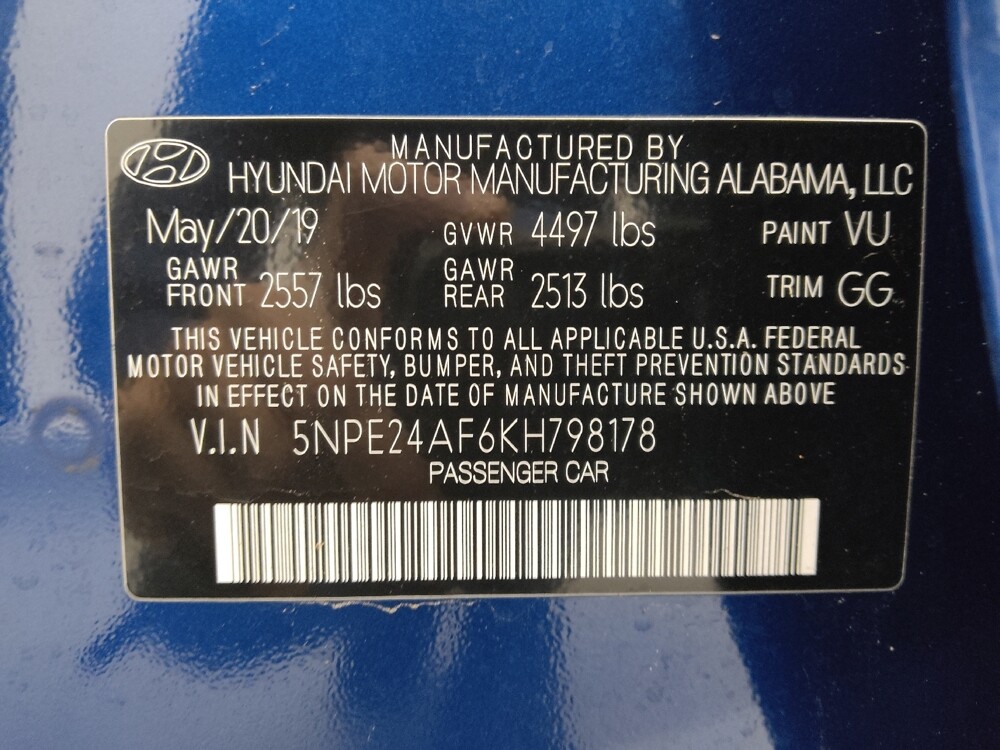 MANUFACTURED BY
HYUNDAI MOTOR MANUFACTURING ALABAMA, LLC
May/20/19 GVWR 4497 lbs PAINT VU
GAWR FRONT 2557 lbs GAWR REAR 2513 lbs TRIM GG
THIS VEHICLE CONFORMS TO ALL APPLICABLE U.S.A. FEDERAL
MOTOR VEHICLE SAFETY, BUMPER, AND THEFT PREVENTION STANDARDS
IN EFFECT ON THE DATE OF MANUFACTURE SHOWN ABOVE
V.I.N 5NPE24AF6KH798178
PASSENGER CAR